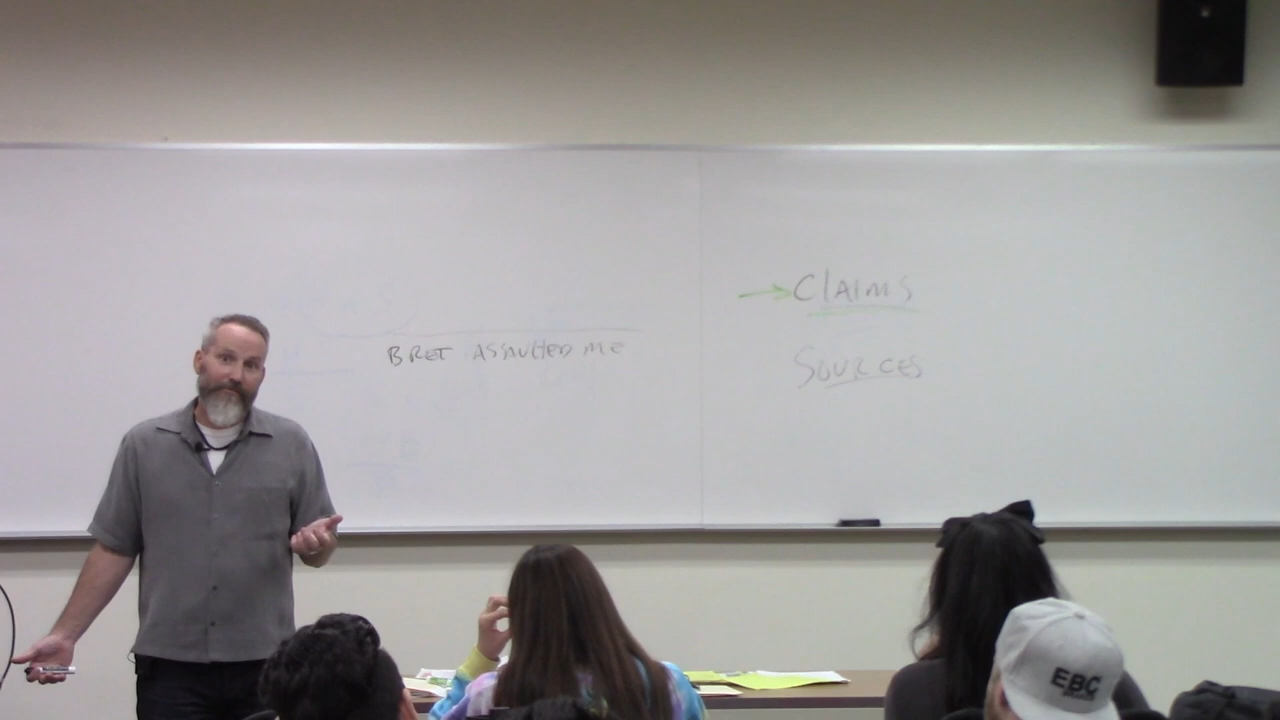 BRET ASSAULTED ME
→ CLAIMS
SOURCES
EBC